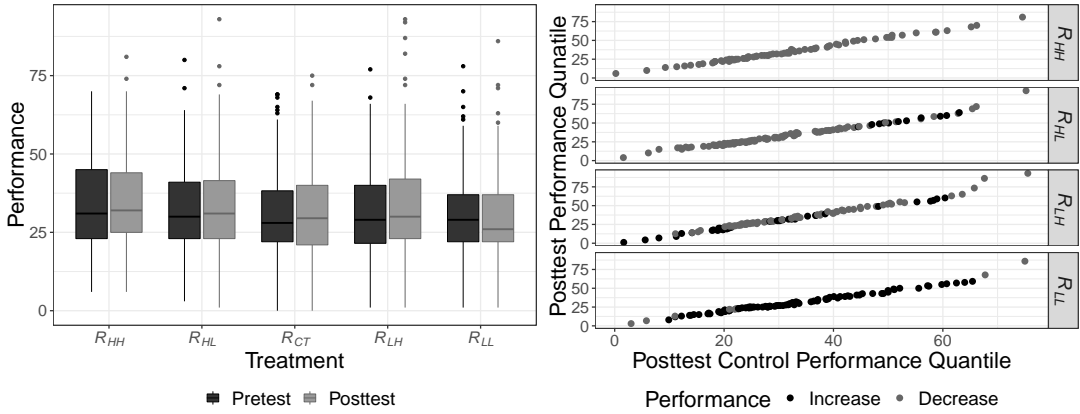 Performance
75
50
25
0
R_HH
R_HL
R_CT
R_LH
R_LL
Treatment
Pretest
Posttest
Posttest Performance Qunatile
75
50
25
0
R_HH
75
50
25
0
R_HL
75
50
25
0
R_LH
75
50
25
0
R_LL
0
20
40
60
Posttest Control Performance Quantile
Performance
Increase
Decrease